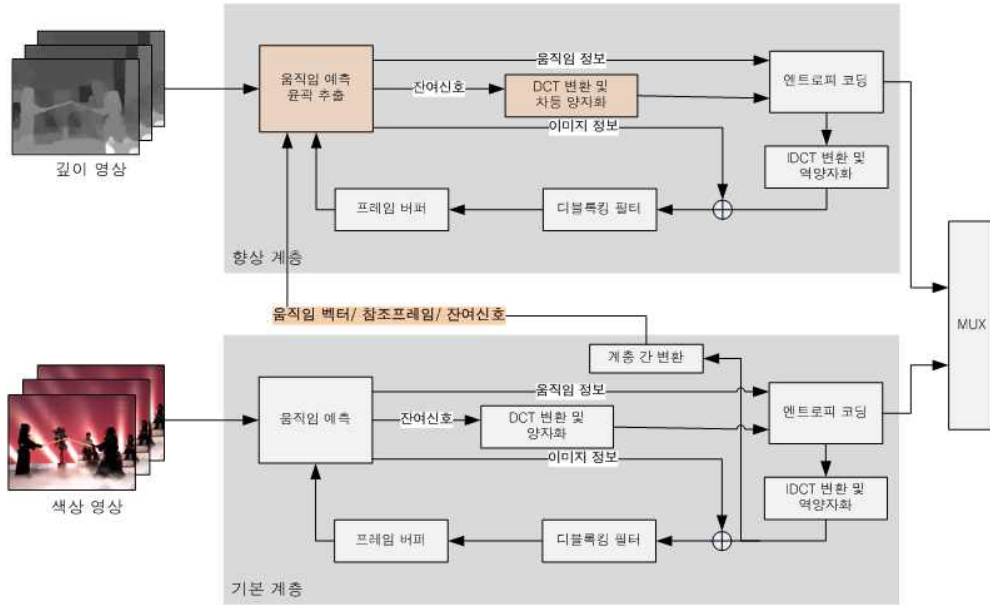 깊이 영상
움직임 예측
윤곽 추출
움직임 정보
잔여신호
DCT 변환 및
차등 양자화
이미지 정보
엔트로피 코딩
IDCT 변환 및
역양자화
프레임 버퍼
디블록킹 필터
향상 계층
움직임 벡터/ 참조프레임/ 잔여신호
계층 간 변환
MUX
색상 영상
움직임 예측
움직임 정보
잔여신호
DCT 변환 및
양자화
이미지 정보
엔트로피 코딩
IDCT 변환 및
역양자화
프레임 버퍼
디블록킹 필터
기본 계층